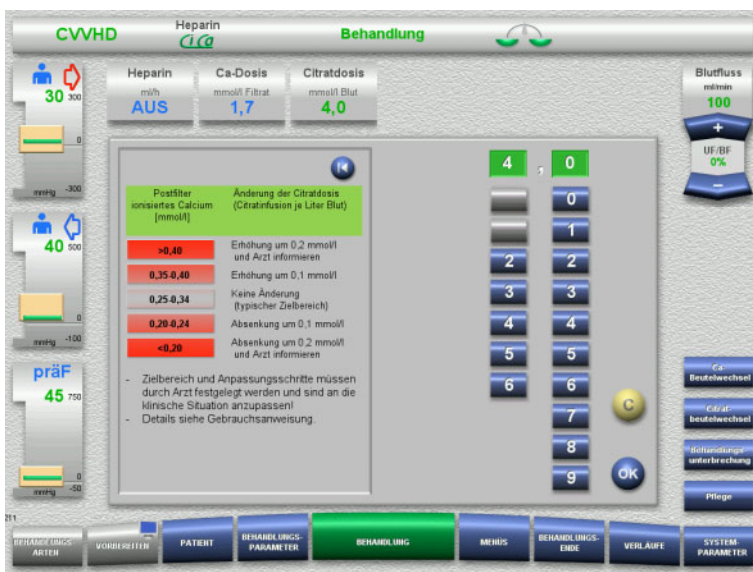 CVVHD
Heparin
CiCa
Behandlung
30 300
0
mmHg -300
40 500
0
mmHg -100
präF
45 750
0
mmHg -50
Heparin
ml/h
AUS
Ca-Dosis
mmol/l Filtrat
1,7
Citratdosis
mmol/l Blut
4,0
Blutfluss
ml/min
100
+
UF/BF
0%
−
Postfilter
ionisiertes Calcium
[mmol/l]
Änderung der Citratdosis
(Citratinfusion je Liter Blut)
>0,40
Erhöhung um 0,2 mmol/l
und Arzt informieren
0,35-0,40
Erhöhung um 0,1 mmol/l
0,25-0,34
Keine Änderung
(typischer Zielbereich)
0,20-0,24
Absenkung um 0,1 mmol/l
<0,20
Absenkung um 0,2 mmol/l
und Arzt informieren
- Zielbereich und Anpassungsschritte müssen
durch Arzt festgelegt werden und sind an die
klinische Situation anzupassen!
- Details siehe Gebrauchsanweisung.
4 , 0
0
1
2 2
3 3
4 4
5 5
6 6
7
8
9
C
OK
Ca-
Beutelwechsel
Citrat-
beutelwechsel
Behandlungs-
unterbrechung
Pflege
211
BEHANDLUNGS-
ARTEN
VORBEREITEN
PATIENT
BEHANDLUNGS-
PARAMETER
BEHANDLUNG
MENÜS
BEHANDLUNGS-
ENDE
VERLÄUFE
SYSTEM-
PARAMETER